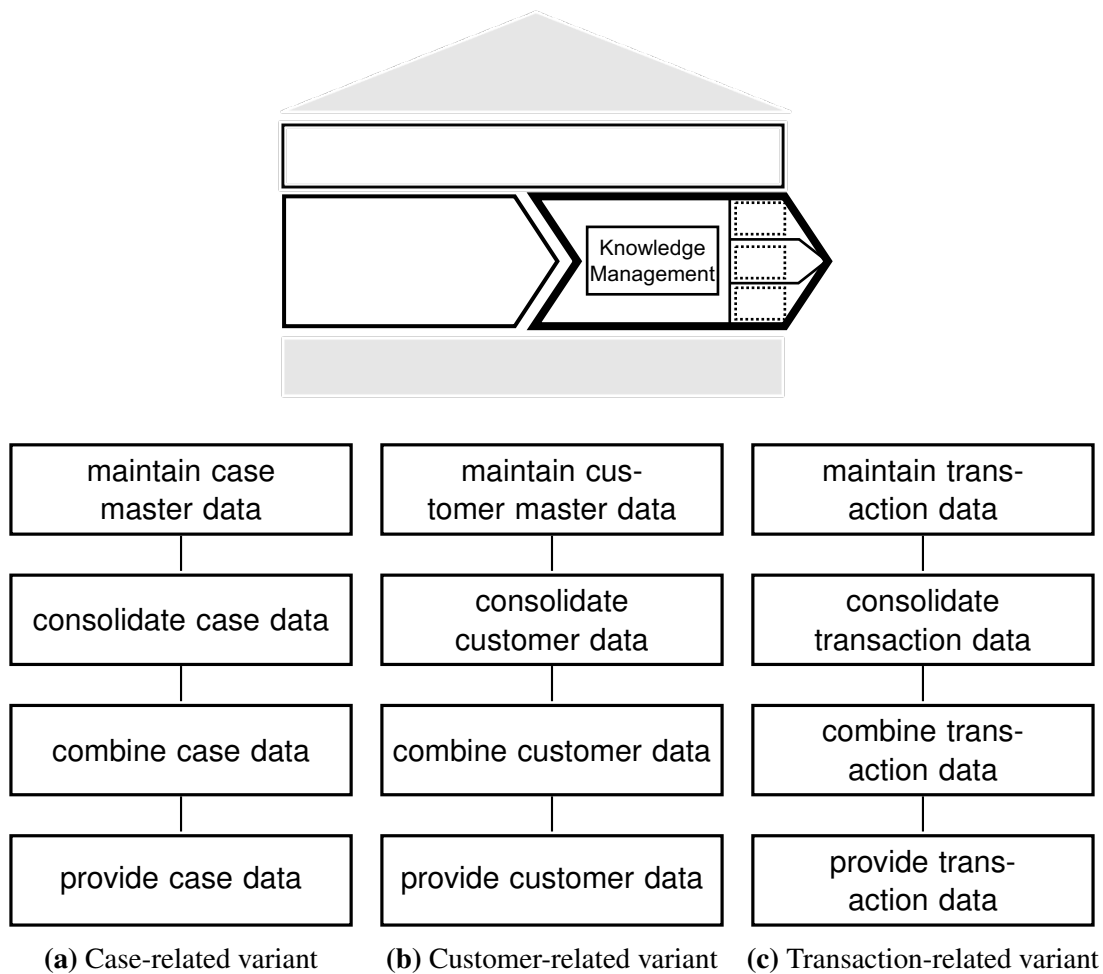 Knowledge
Management
maintain case
master data
consolidate case data
combine case data
provide case data
(a) Case-related variant
maintain cus-
tomer master data
consolidate
customer data
combine customer data
provide customer data
(b) Customer-related variant
maintain trans-
action data
consolidate
transaction data
combine trans-
action data
provide trans-
action data
(c) Transaction-related variant